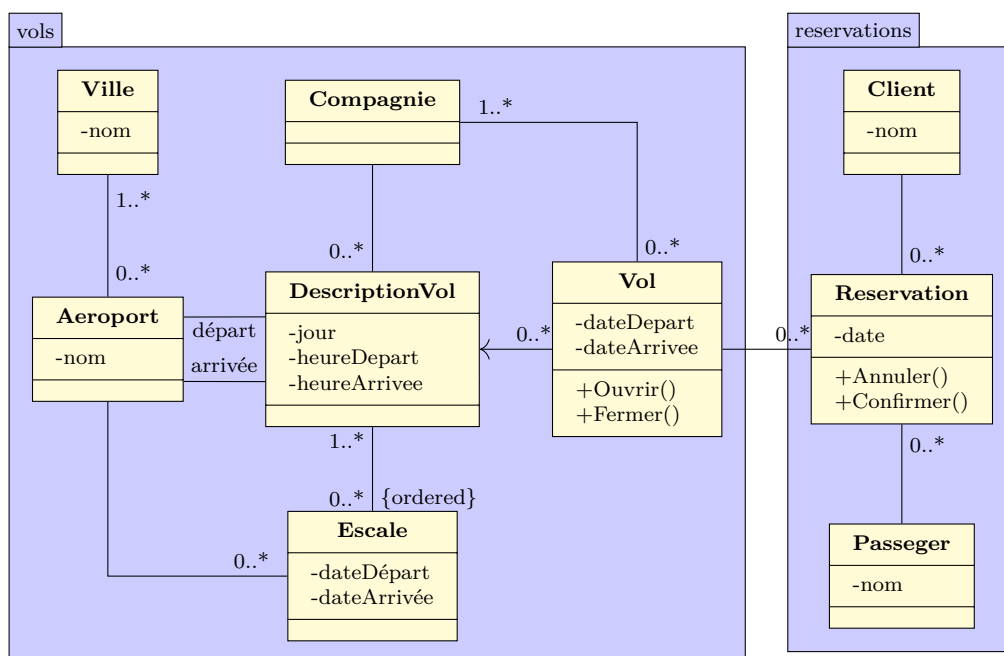 vols
reservations
Ville
-nom
Compagnie
Client
-nom
1..*
1..*
0..*
0..*
0..*
0..*
Aeroport
-nom
départ
arrivée
DescriptionVol
-jour
-heureDepart
-heureArrivee
0..*
Vol
-dateDepart
-dateArrivee
+Ouvrir()
+Fermer()
0..*
Reservation
-date
+Annuler()
+Confirmer()
1..*
0..*
0..*
{ordered}
0..*
Escale
-dateDépart
-dateArrivée
Passeger
-nom